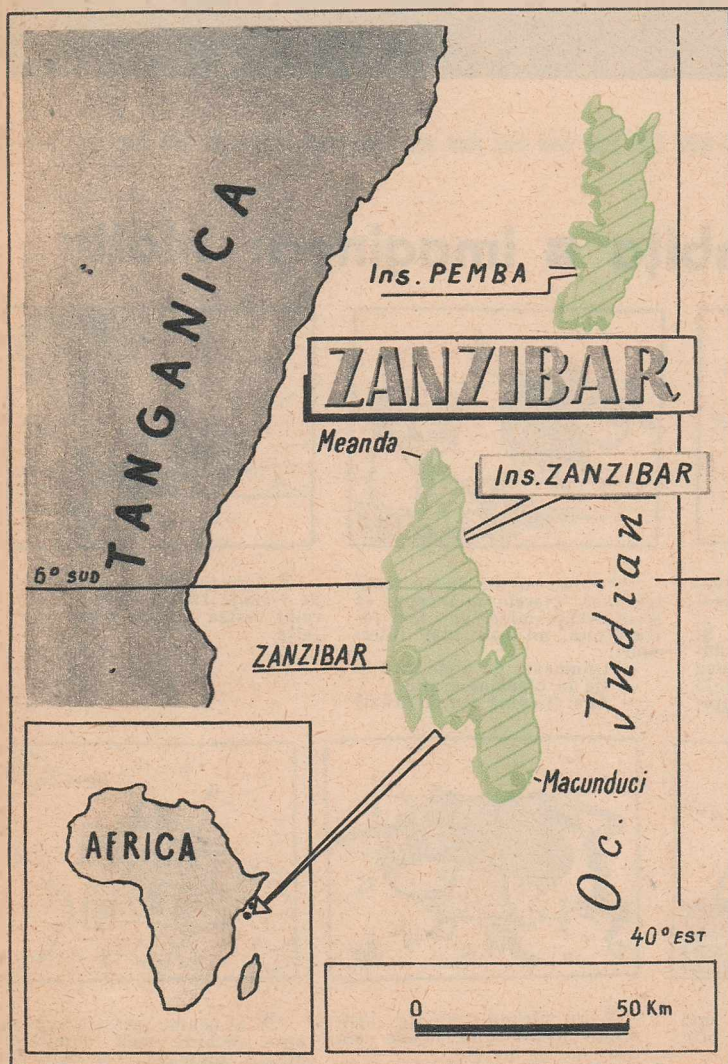 TANGANICA
Ins. PEMBA
ZANZIBAR
Meanda
Ins. ZANZIBAR
6° SUD
ZANZIBAR
Oc. Indian
Macunduci
AFRICA
40° EST
0 50 Km